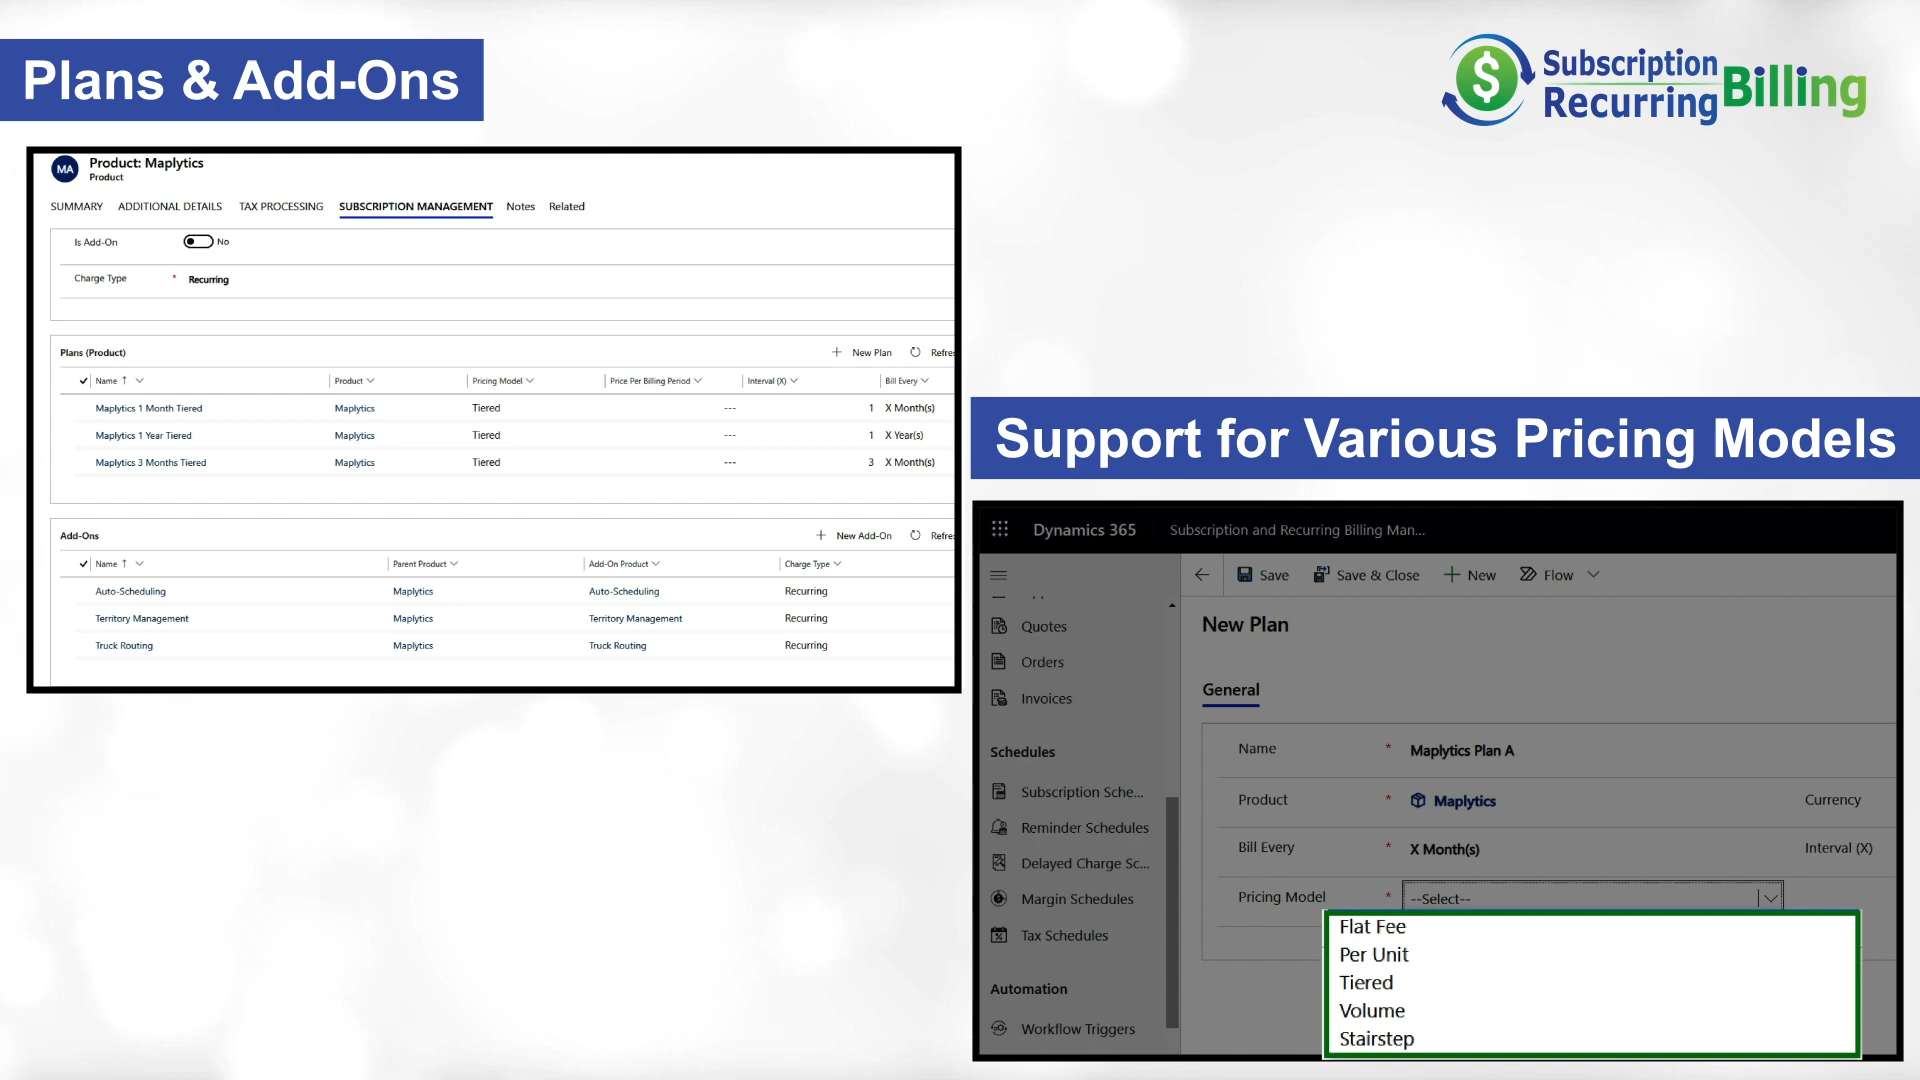 Plans & Add-Ons
$ Subscription Recurring Billing
MA
Product: Maplytics
Product
SUMMARY ADDITIONAL DETAILS TAX PROCESSING SUBSCRIPTION MANAGEMENT Notes Related
Is Add-On No
Charge Type * Recurring
Plans (Product) New Plan Refre
Name ↑ Product Pricing Model Price Per Billing Period Interval (X) Bill Every
Maplytics 1 Month Tiered Maplytics Tiered --- 1 X Month(s)
Maplytics 1 Year Tiered Maplytics Tiered --- 1 X Year(s)
Maplytics 3 Months Tiered Maplytics Tiered --- 3 X Month(s)
Add-Ons New Add-On Refre
Name ↑ Parent Product Add-On Product Charge Type
Auto-Scheduling Maplytics Auto-Scheduling Recurring
Territory Management Maplytics Territory Management Recurring
Truck Routing Maplytics Truck Routing Recurring
Support for Various Pricing Models
Dynamics 365 Subscription and Recurring Billing Man...
Save Save & Close New Flow
Quotes
Orders
Invoices
Schedules
Subscription Sche...
Reminder Schedules
Delayed Charge Sc...
Margin Schedules
Tax Schedules
Automation
Workflow Triggers
New Plan
General
Name * Maplytics Plan A
Product * Maplytics Currency
Bill Every * X Month(s) Interval (X)
Pricing Model * --Select--
Flat Fee
Per Unit
Tiered
Volume
Stairstep